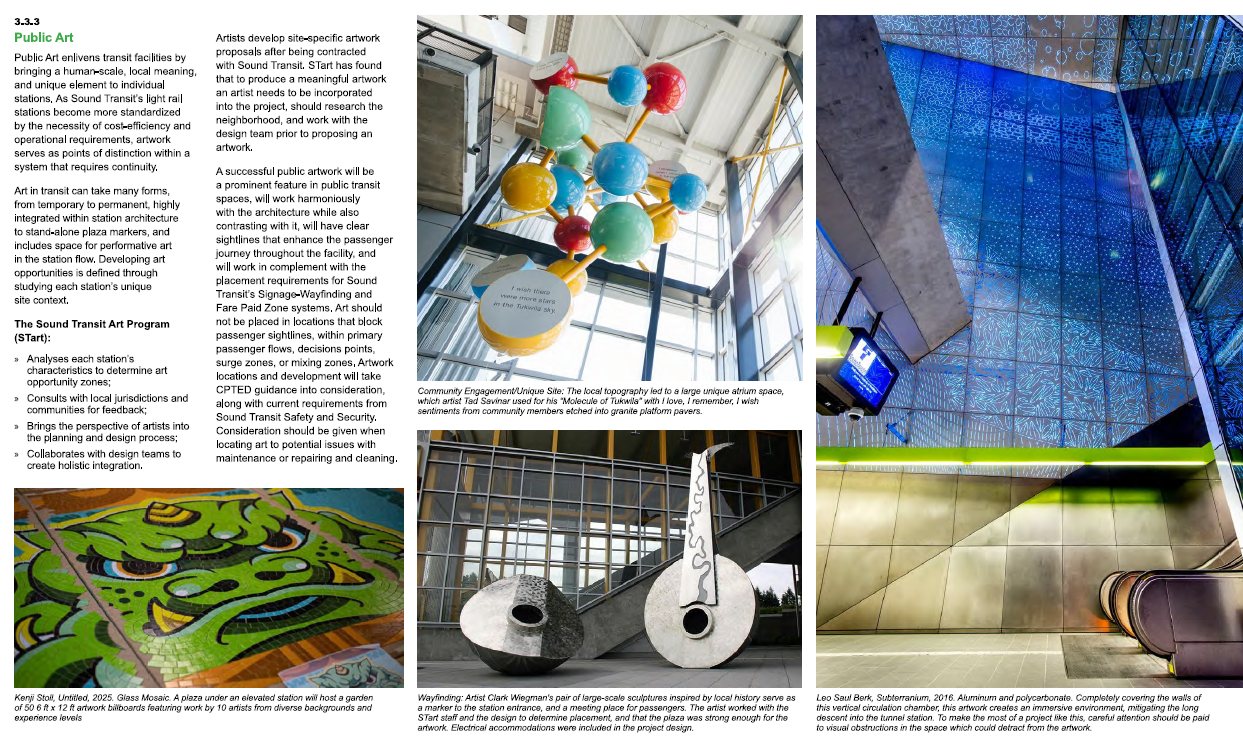 3.3.3
Public Art
Public Art enlivens transit facilities by
bringing a human-scale, local meaning,
and unique element to individual
stations. As Sound Transit's light rail
stations become more standardized
by the necessity of cost-efficiency and
operational requirements, artwork
serves as points of distinction within a
system that requires continuity.
Art in transit can take many forms,
from temporary to permanent, highly
integrated within station architecture
to stand-alone plaza markers, and
includes space for performative art
in the station flow. Developing art
opportunities is defined through
studying each station's unique
site context.
The Sound Transit Art Program
(STart):
» Analyses each station's
characteristics to determine art
opportunity zones;
» Consults with local jurisdictions and
communities for feedback;
» Brings the perspective of artists into
the planning and design process;
» Collaborates with design teams to
create holistic integration.
Artists develop site-specific artwork
proposals after being contracted
with Sound Transit. STart has found
that to produce a meaningful artwork
an artist needs to be incorporated
into the project, should research the
neighborhood, and work with the
design team prior to proposing an
artwork.
A successful public artwork will be
a prominent feature in public transit
spaces, will work harmoniously
with the architecture while also
contrasting with it, will have clear
sightlines that enhance the passenger
journey throughout the facility, and
will work in complement with the
placement requirements for Sound
Transit's Signage-Wayfinding and
Fare Paid Zone systems. Art should
not be placed in locations that block
passenger sightlines, within primary
passenger flows, decisions points,
surge zones, or mixing zones. Artwork
locations and development will take
CPTED guidance into consideration,
along with current requirements from
Sound Transit Safety and Security.
Consideration should be given when
locating art to potential issues with
maintenance or repairing and cleaning.
Kenji Stoll, Untitled, 2025. Glass Mosaic. A plaza under an elevated station will host a garden
of 50 6 ft x 12 ft artwork billboards featuring work by 10 artists from diverse backgrounds and
experience levels
I wish there
were more stars
in the Tukwila sky.
Community Engagement/Unique Site: The local topography led to a large unique atrium space,
which artist Tad Savinar used for his "Molecule of Tukwila" with I love, I remember, I wish
sentiments from community members etched into granite platform pavers.
Wayfinding: Artist Clark Wiegman's pair of large-scale sculptures inspired by local history serve as
a marker to the station entrance, and a meeting place for passengers. The artist worked with the
STart staff and the design to determine placement, and that the plaza was strong enough for the
artwork. Electrical accommodations were included in the project design.
Leo Saul Berk, Subterranium, 2016. Aluminum and polycarbonate. Completely covering the walls of
this vertical circulation chamber, this artwork creates an immersive environment, mitigating the long
descent into the tunnel station. To make the most of a project like this, careful attention should be paid
to visual obstructions in the space which could detract from the artwork.